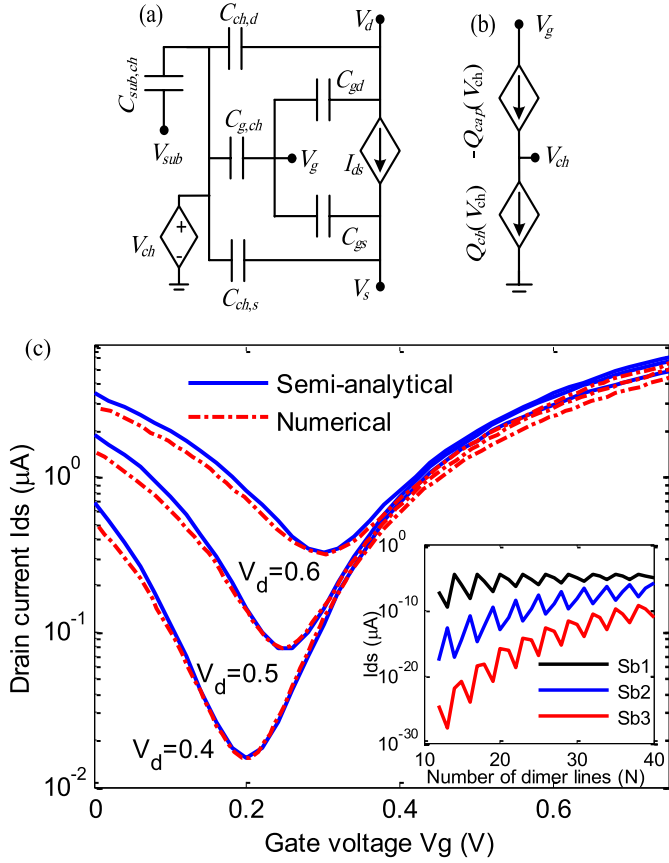 (a)
(b)
C_ch,d
V_d
V_g
C_sub,ch
C_gd
-Q_cap(V_ch)
C_g,ch
V_sub
V_g
I_ds
V_ch
V_ch
+
-
C_gs
Q_ch(V_ch)
C_ch,s
V_s
(c)
Semi-analytical
Numerical
Drain current Ids (μA)
10^0
10^-1
10^-2
V_d=0.6
V_d=0.5
V_d=0.4
Ids (μA)
10^0
10^-10
10^-20
10^-30
Sb1
Sb2
Sb3
10 20 30 40
Number of dimer lines (N)
0 0.2 0.4 0.6
Gate voltage Vg (V)